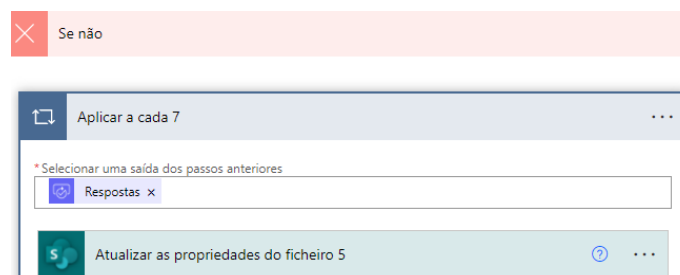 Se não
Aplicar a cada 7
* Selecionar uma saída dos passos anteriores
Respostas ×
Atualizar as propriedades do ficheiro 5